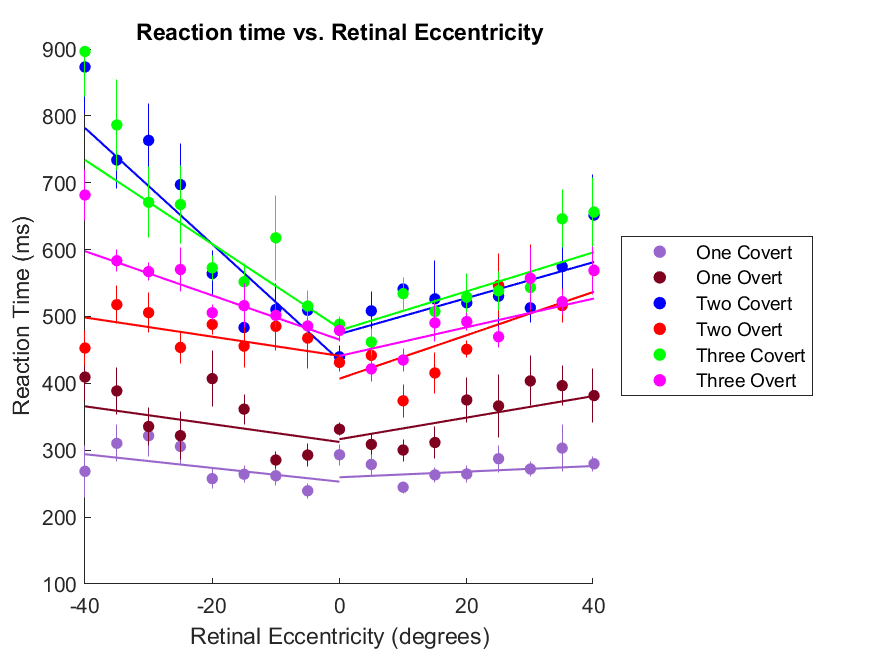 Reaction time vs. Retinal Eccentricity
900
800
700
600
500
400
300
200
100
Reaction Time (ms)
-40
-20
0
20
40
Retinal Eccentricity (degrees)
One Covert
One Overt
Two Covert
Two Overt
Three Covert
Three Overt